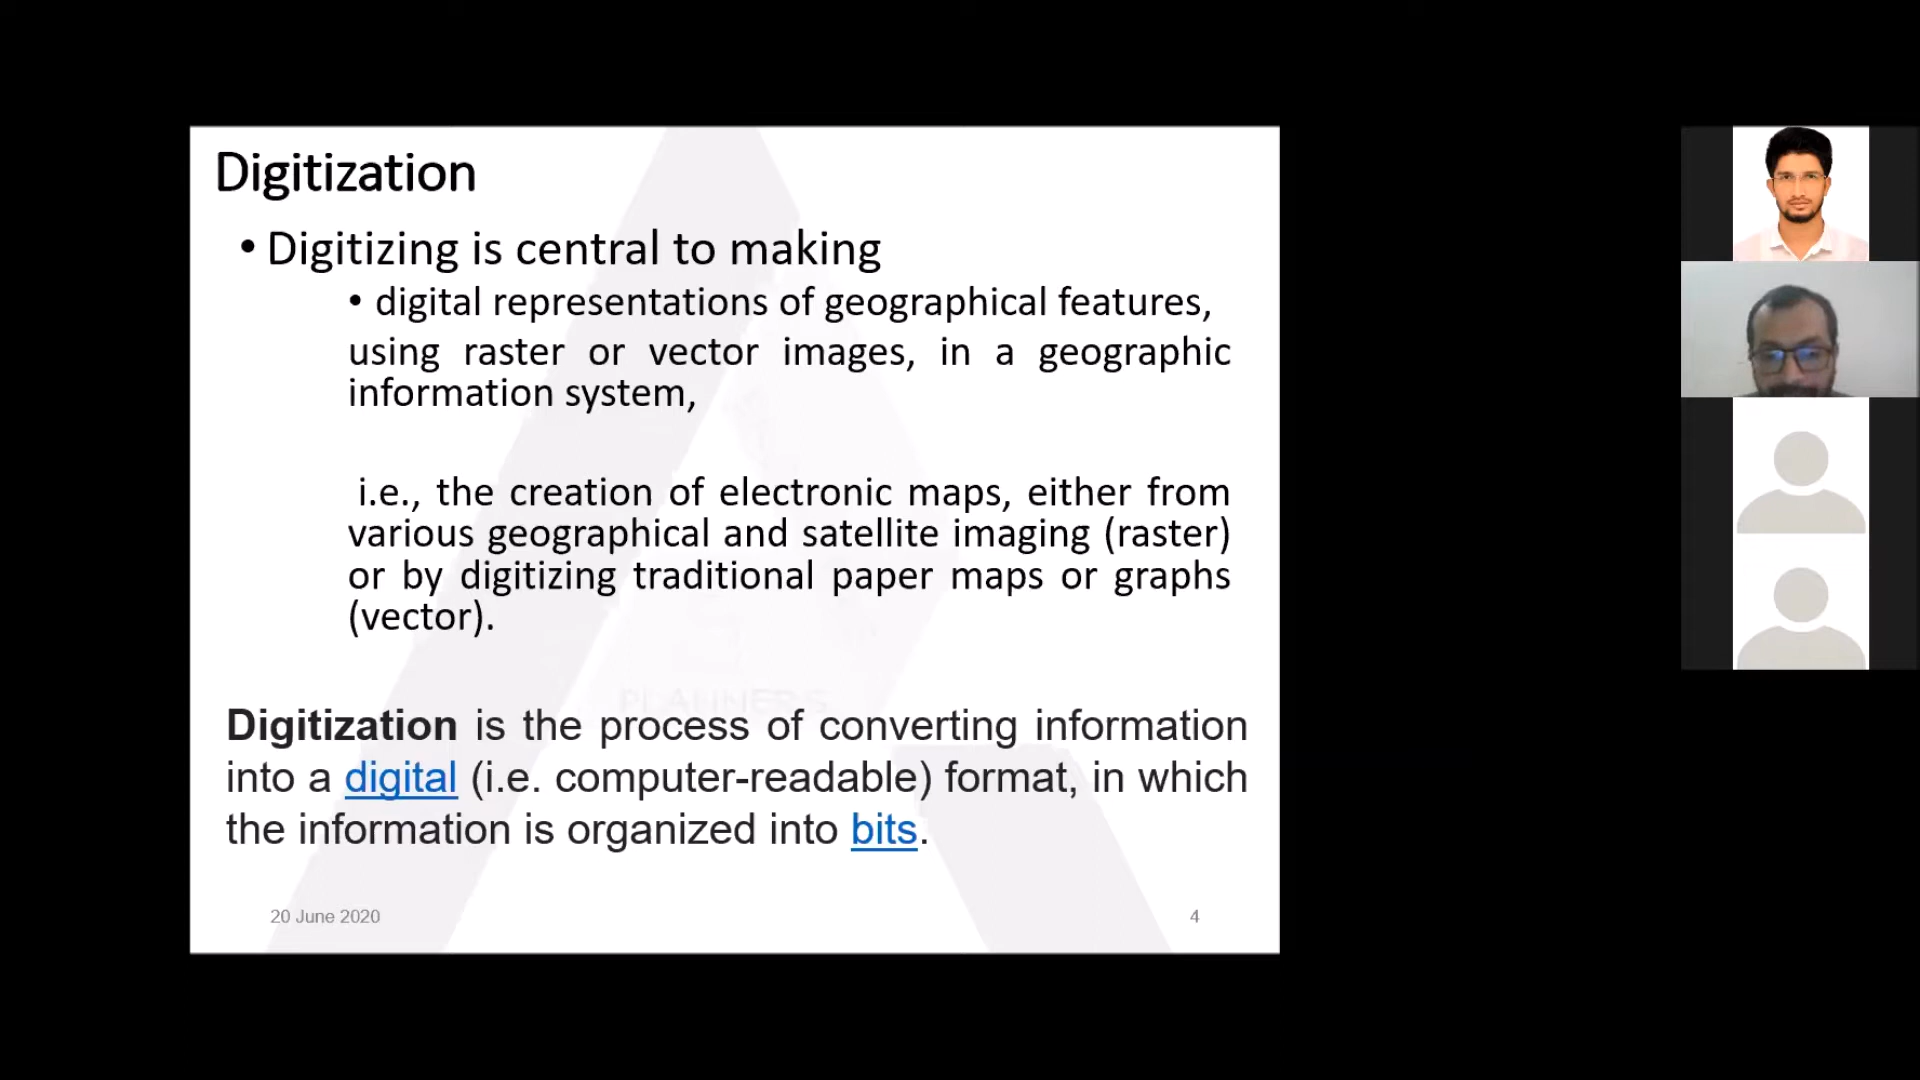 Digitization
• Digitizing is central to making
• digital representations of geographical features,
using raster or vector images, in a geographic
information system,
i.e., the creation of electronic maps, either from
various geographical and satellite imaging (raster)
or by digitizing traditional paper maps or graphs
(vector).
PLANNERS
Digitization is the process of converting information
into a digital (i.e. computer-readable) format, in which
the information is organized into bits.
20 June 2020
4